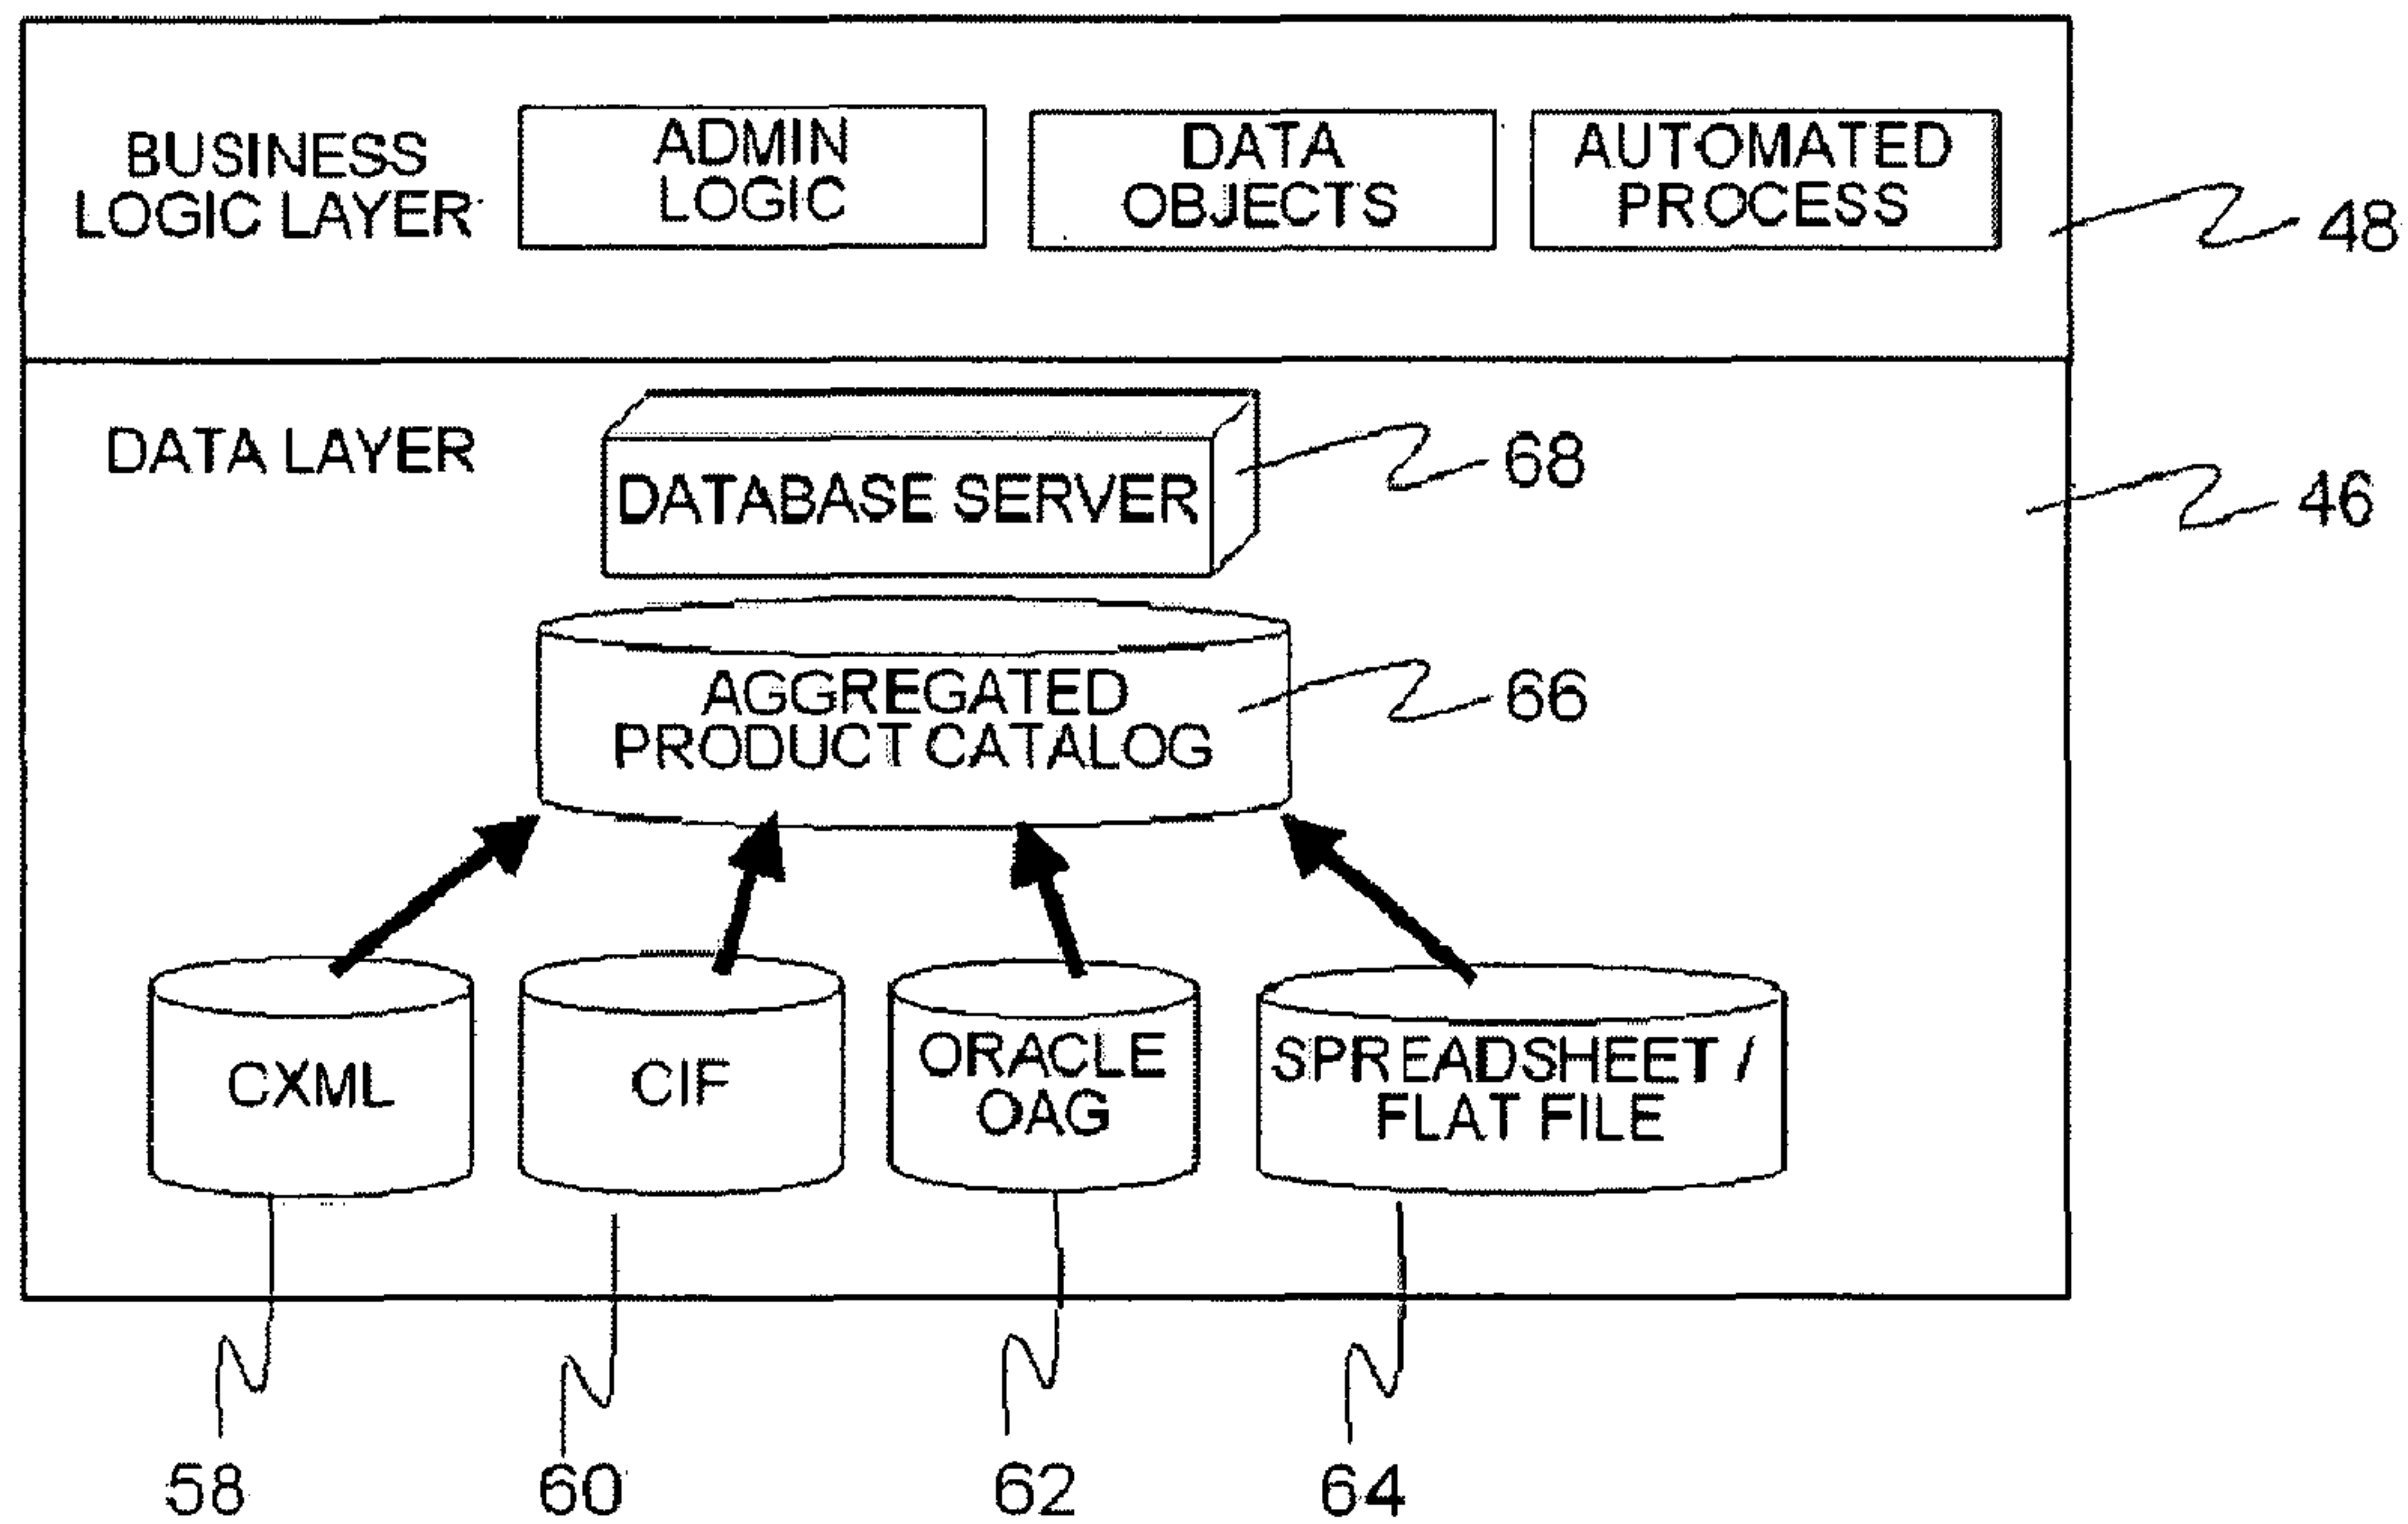 BUSINESS
LOGIC LAYER
ADMIN
LOGIC
DATA
OBJECTS
AUTOMATED
PROCESS
48
DATA LAYER
DATABASE SERVER
68
46
AGGREGATED
PRODUCT CATALOG
66
CXML
CIF
ORACLE
OAG
SPREADSHEET /
FLAT FILE
58
60
62
64